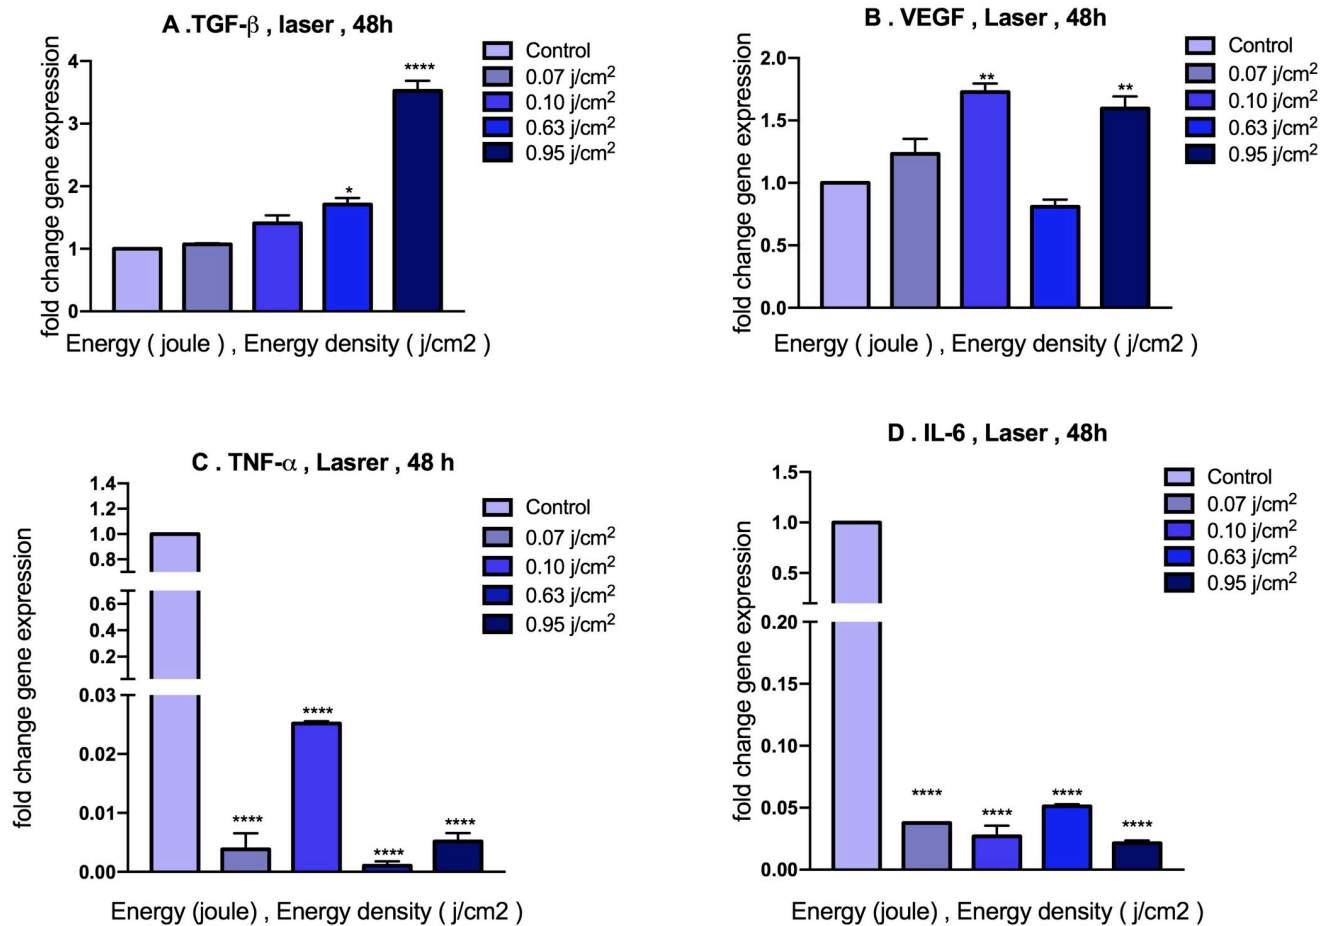 A .TGF-β , laser , 48h
fold change gene expression
4
3
2
1
0
*
****
Energy ( joule ) , Energy density ( j/cm2 )
Control
0.07 j/cm²
0.10 j/cm²
0.63 j/cm²
0.95 j/cm²
B . VEGF , Laser , 48h
fold change gene expression
2.0
1.5
1.0
0.5
0.0
**
**
Energy ( joule ) , Energy density ( j/cm2 )
Control
0.07 j/cm²
0.10 j/cm²
0.63 j/cm²
0.95 j/cm²
C . TNF-α , Lasrer , 48 h
fold change gene expression
1.4
1.2
1.0
0.8
0.6
0.4
0.2
0.03
0.02
0.01
0.00
****
****
****
****
Energy (joule) , Energy density ( j/cm2 )
Control
0.07 j/cm²
0.10 j/cm²
0.63 j/cm²
0.95 j/cm²
D . IL-6 , Laser , 48h
fold change gene expression
1.5
1.0
0.5
0.20
0.15
0.10
0.05
0.00
****
****
****
****
Energy (joule) , Energy density ( j/cm2 )
Control
0.07 j/cm²
0.10 j/cm²
0.63 j/cm²
0.95 j/cm²